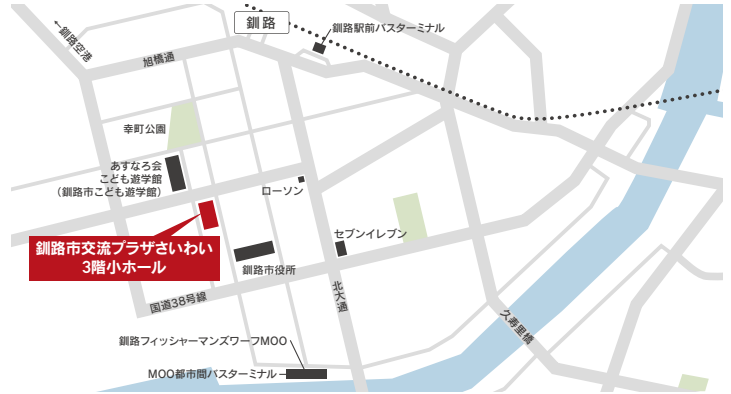 釧路
釧路駅前バスターミナル
←釧路空港
旭橋通
幸町公園
あすなろ会
こども遊学館
（釧路市こども遊学館）
ローソン
釧路市交流プラザさいわい
3階小ホール
セブンイレブン
釧路市役所
国道38号線
北大通
久寿里橋
釧路フィッシャーマンズワーフMOO
MOO都市間バスターミナル